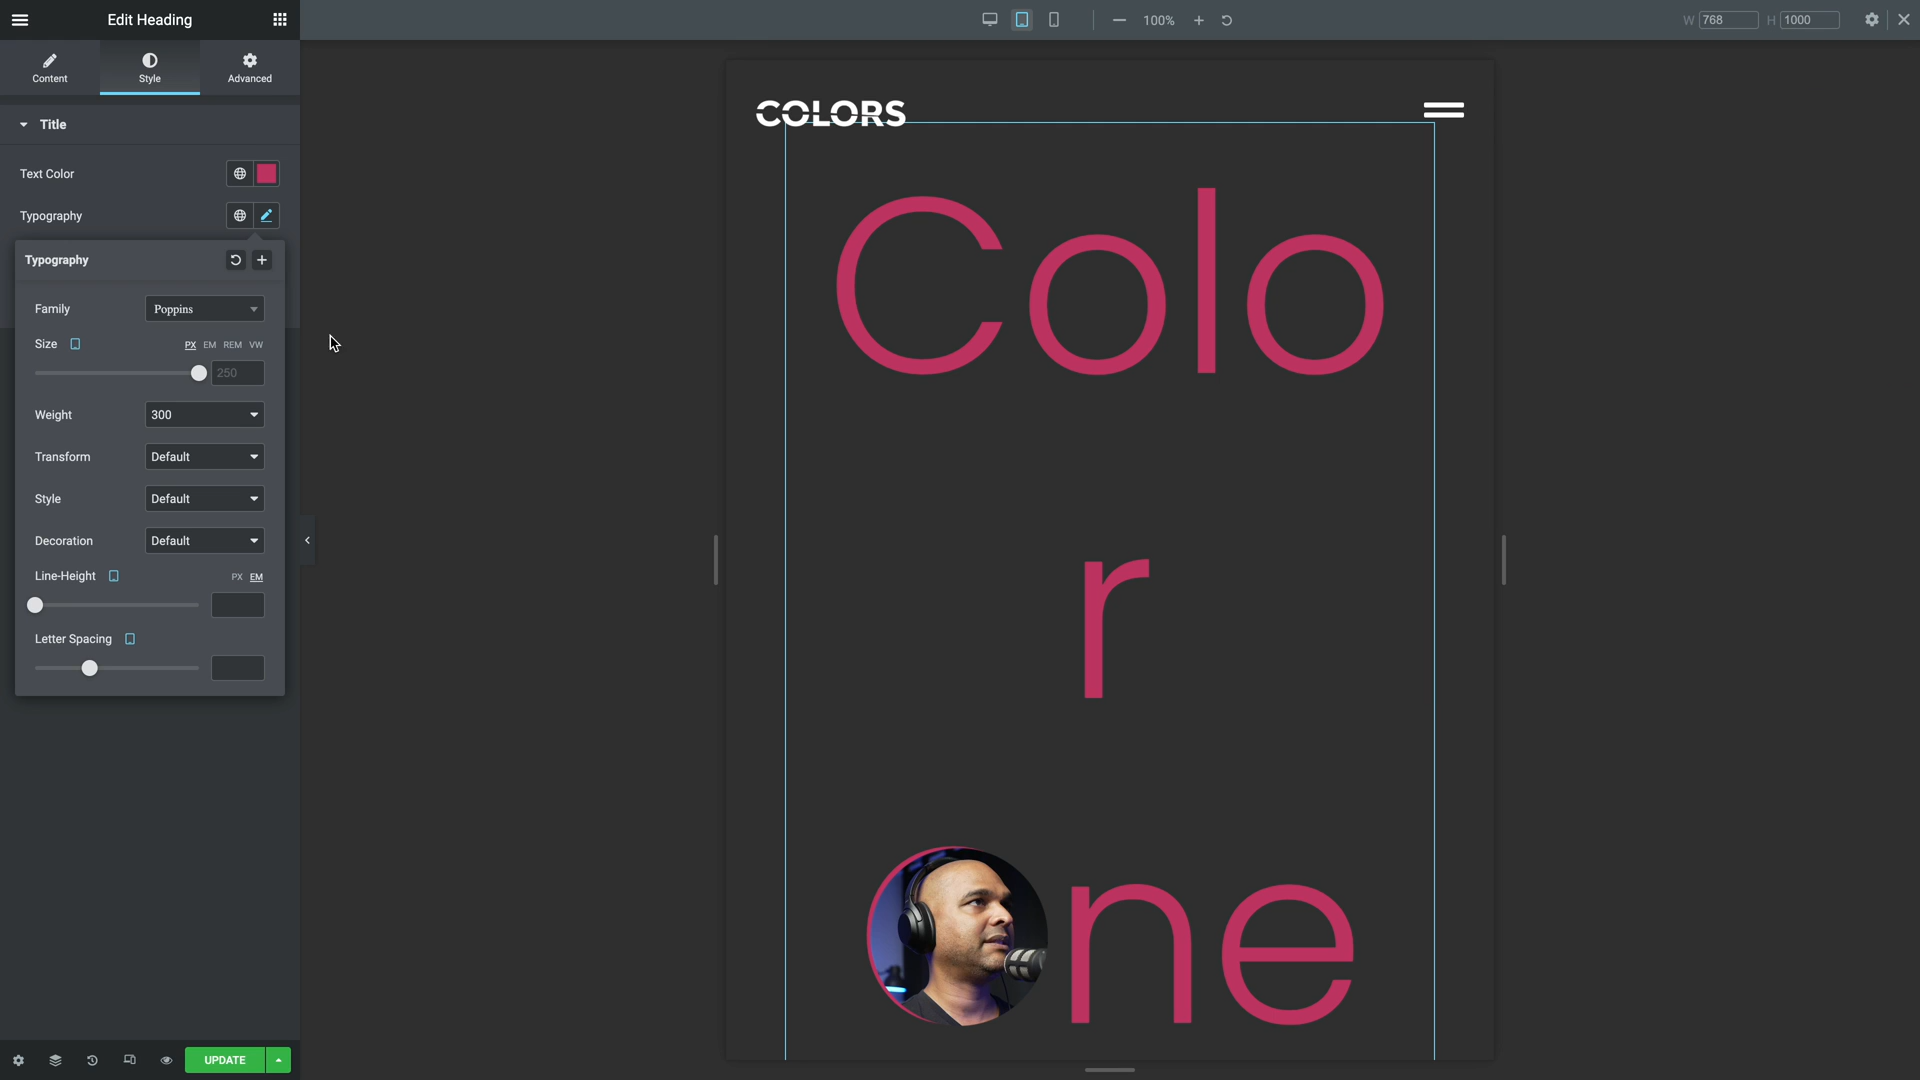 Edit Heading
100%
W 768 H 1000
Content Style Advanced
Title
Text Color
Typography
Typography
Family Poppins
Size PX EM REM VW
250
Weight 300
Transform Default
Style Default
Decoration Default
Line-Height PX EM
Letter Spacing
UPDATE
COLORS
Colo
r
ne